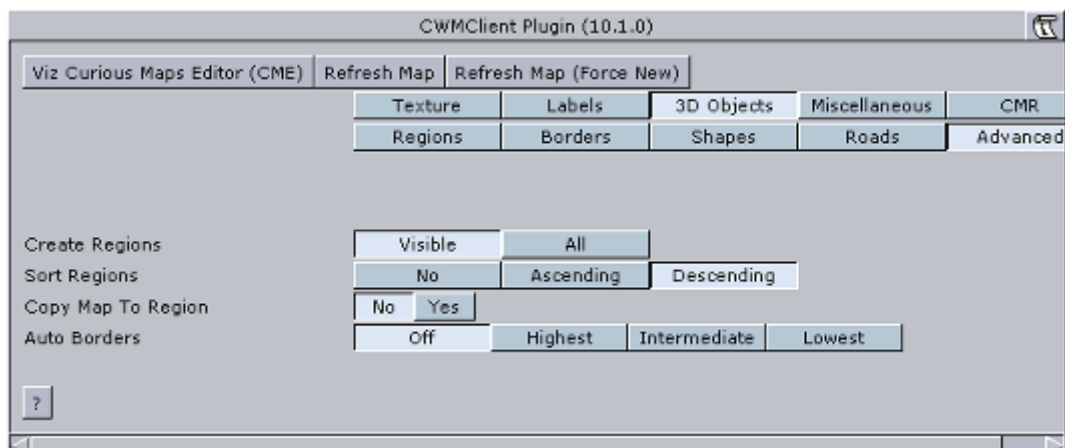 CWMClient Plugin (10.1.0)
Viz Curious Maps Editor (CME) Refresh Map Refresh Map (Force New)
Texture Labels 3D Objects Miscellaneous CMR
Regions Borders Shapes Roads Advanced
Create Regions Visible All
Sort Regions No Ascending Descending
Copy Map To Region No Yes
Auto Borders Off Highest Intermediate Lowest
?